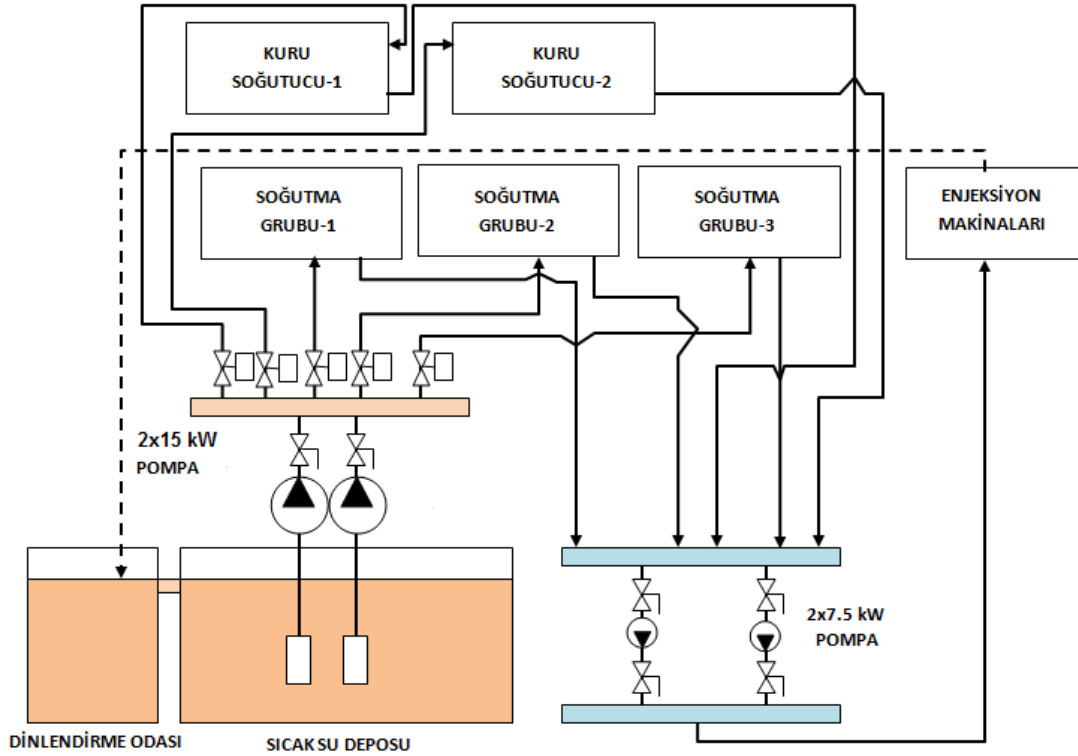 KURU
SOĞUTUCU-1
KURU
SOĞUTUCU-2
SOĞUTMA
GRUBU-1
SOĞUTMA
GRUBU-2
SOĞUTMA
GRUBU-3
ENJEKSİYON
MAKİNALARI
2x15 kW
POMPA
2x7.5 kW
POMPA
DİNLENDİRME ODASI
SICAK SU DEPOSU